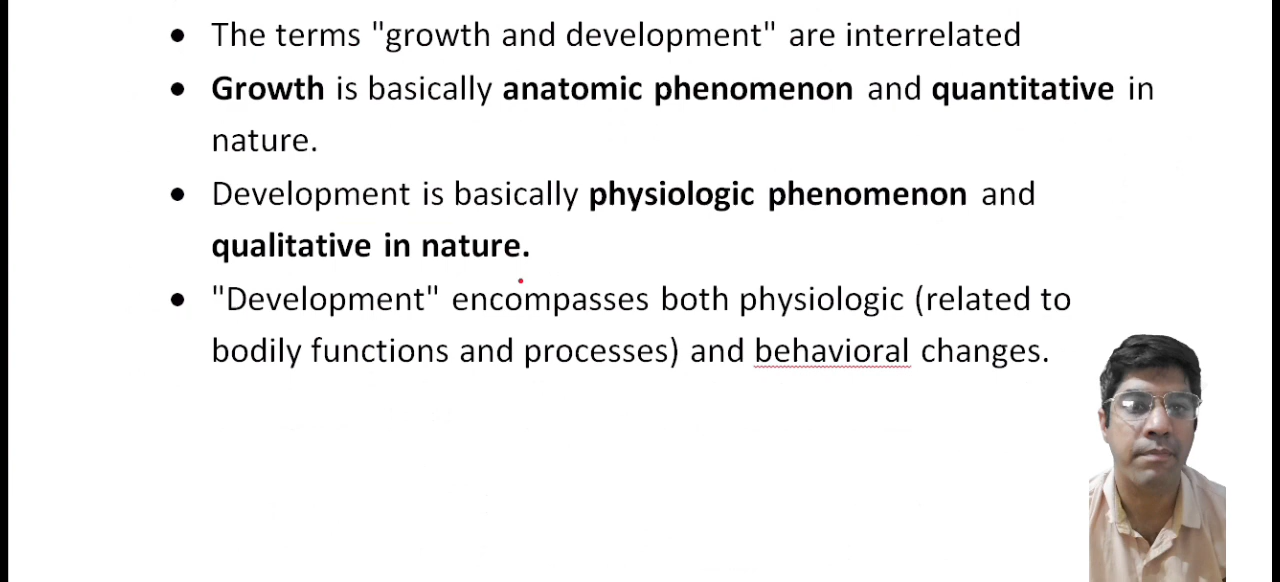 • The terms "growth and development" are interrelated
• Growth is basically anatomic phenomenon and quantitative in
nature.
• Development is basically physiologic phenomenon and
qualitative in nature.
• "Development" encompasses both physiologic (related to
bodily functions and processes) and behavioral changes.